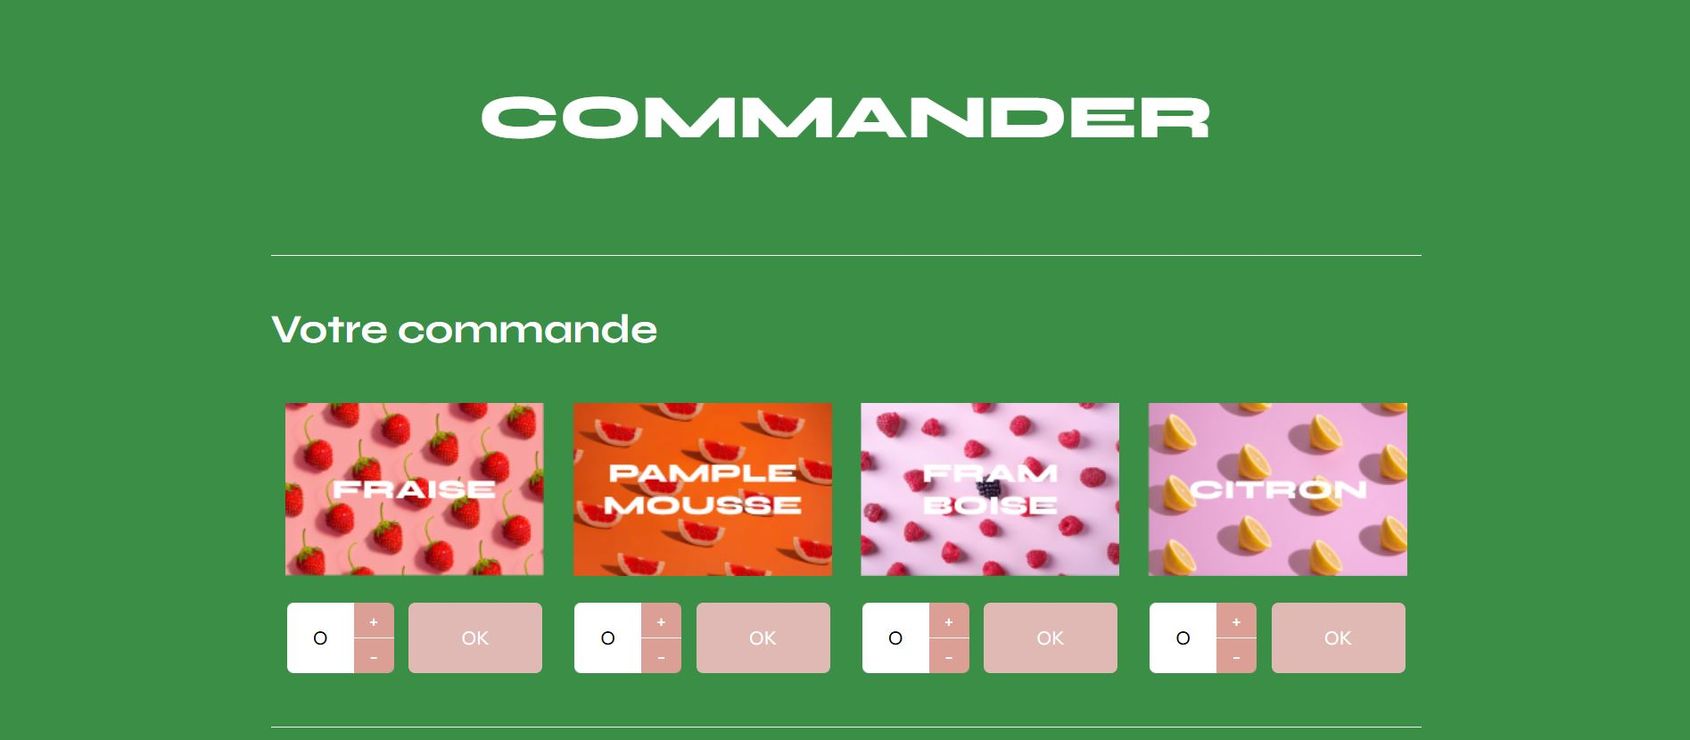 COMMANDER
Votre commande
FRAISE
PAMPLE
MOUSSE
FRAM
BOISE
CITRON
0 + - OK
0 + - OK
0 + - OK
0 + - OK